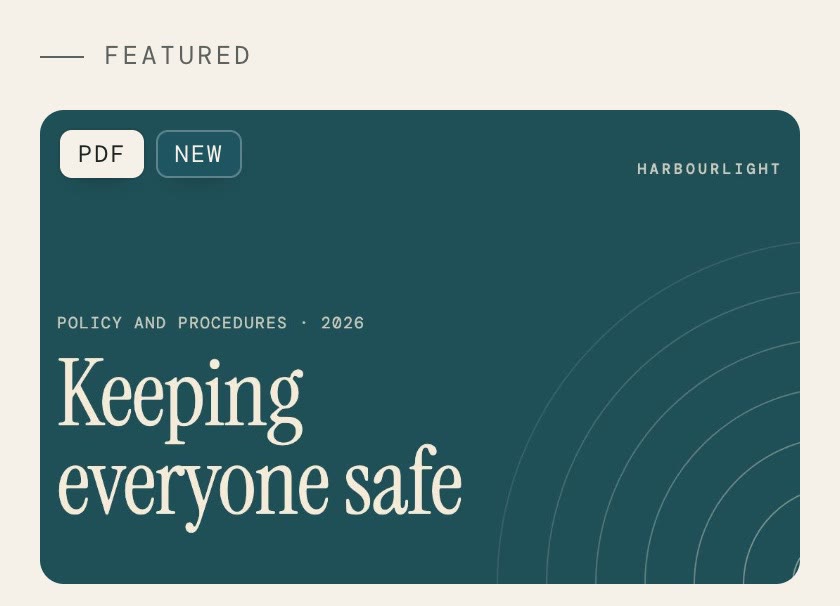 FEATURED
PDF NEW
HARBOURLIGHT
POLICY AND PROCEDURES · 2026
Keeping
everyone safe